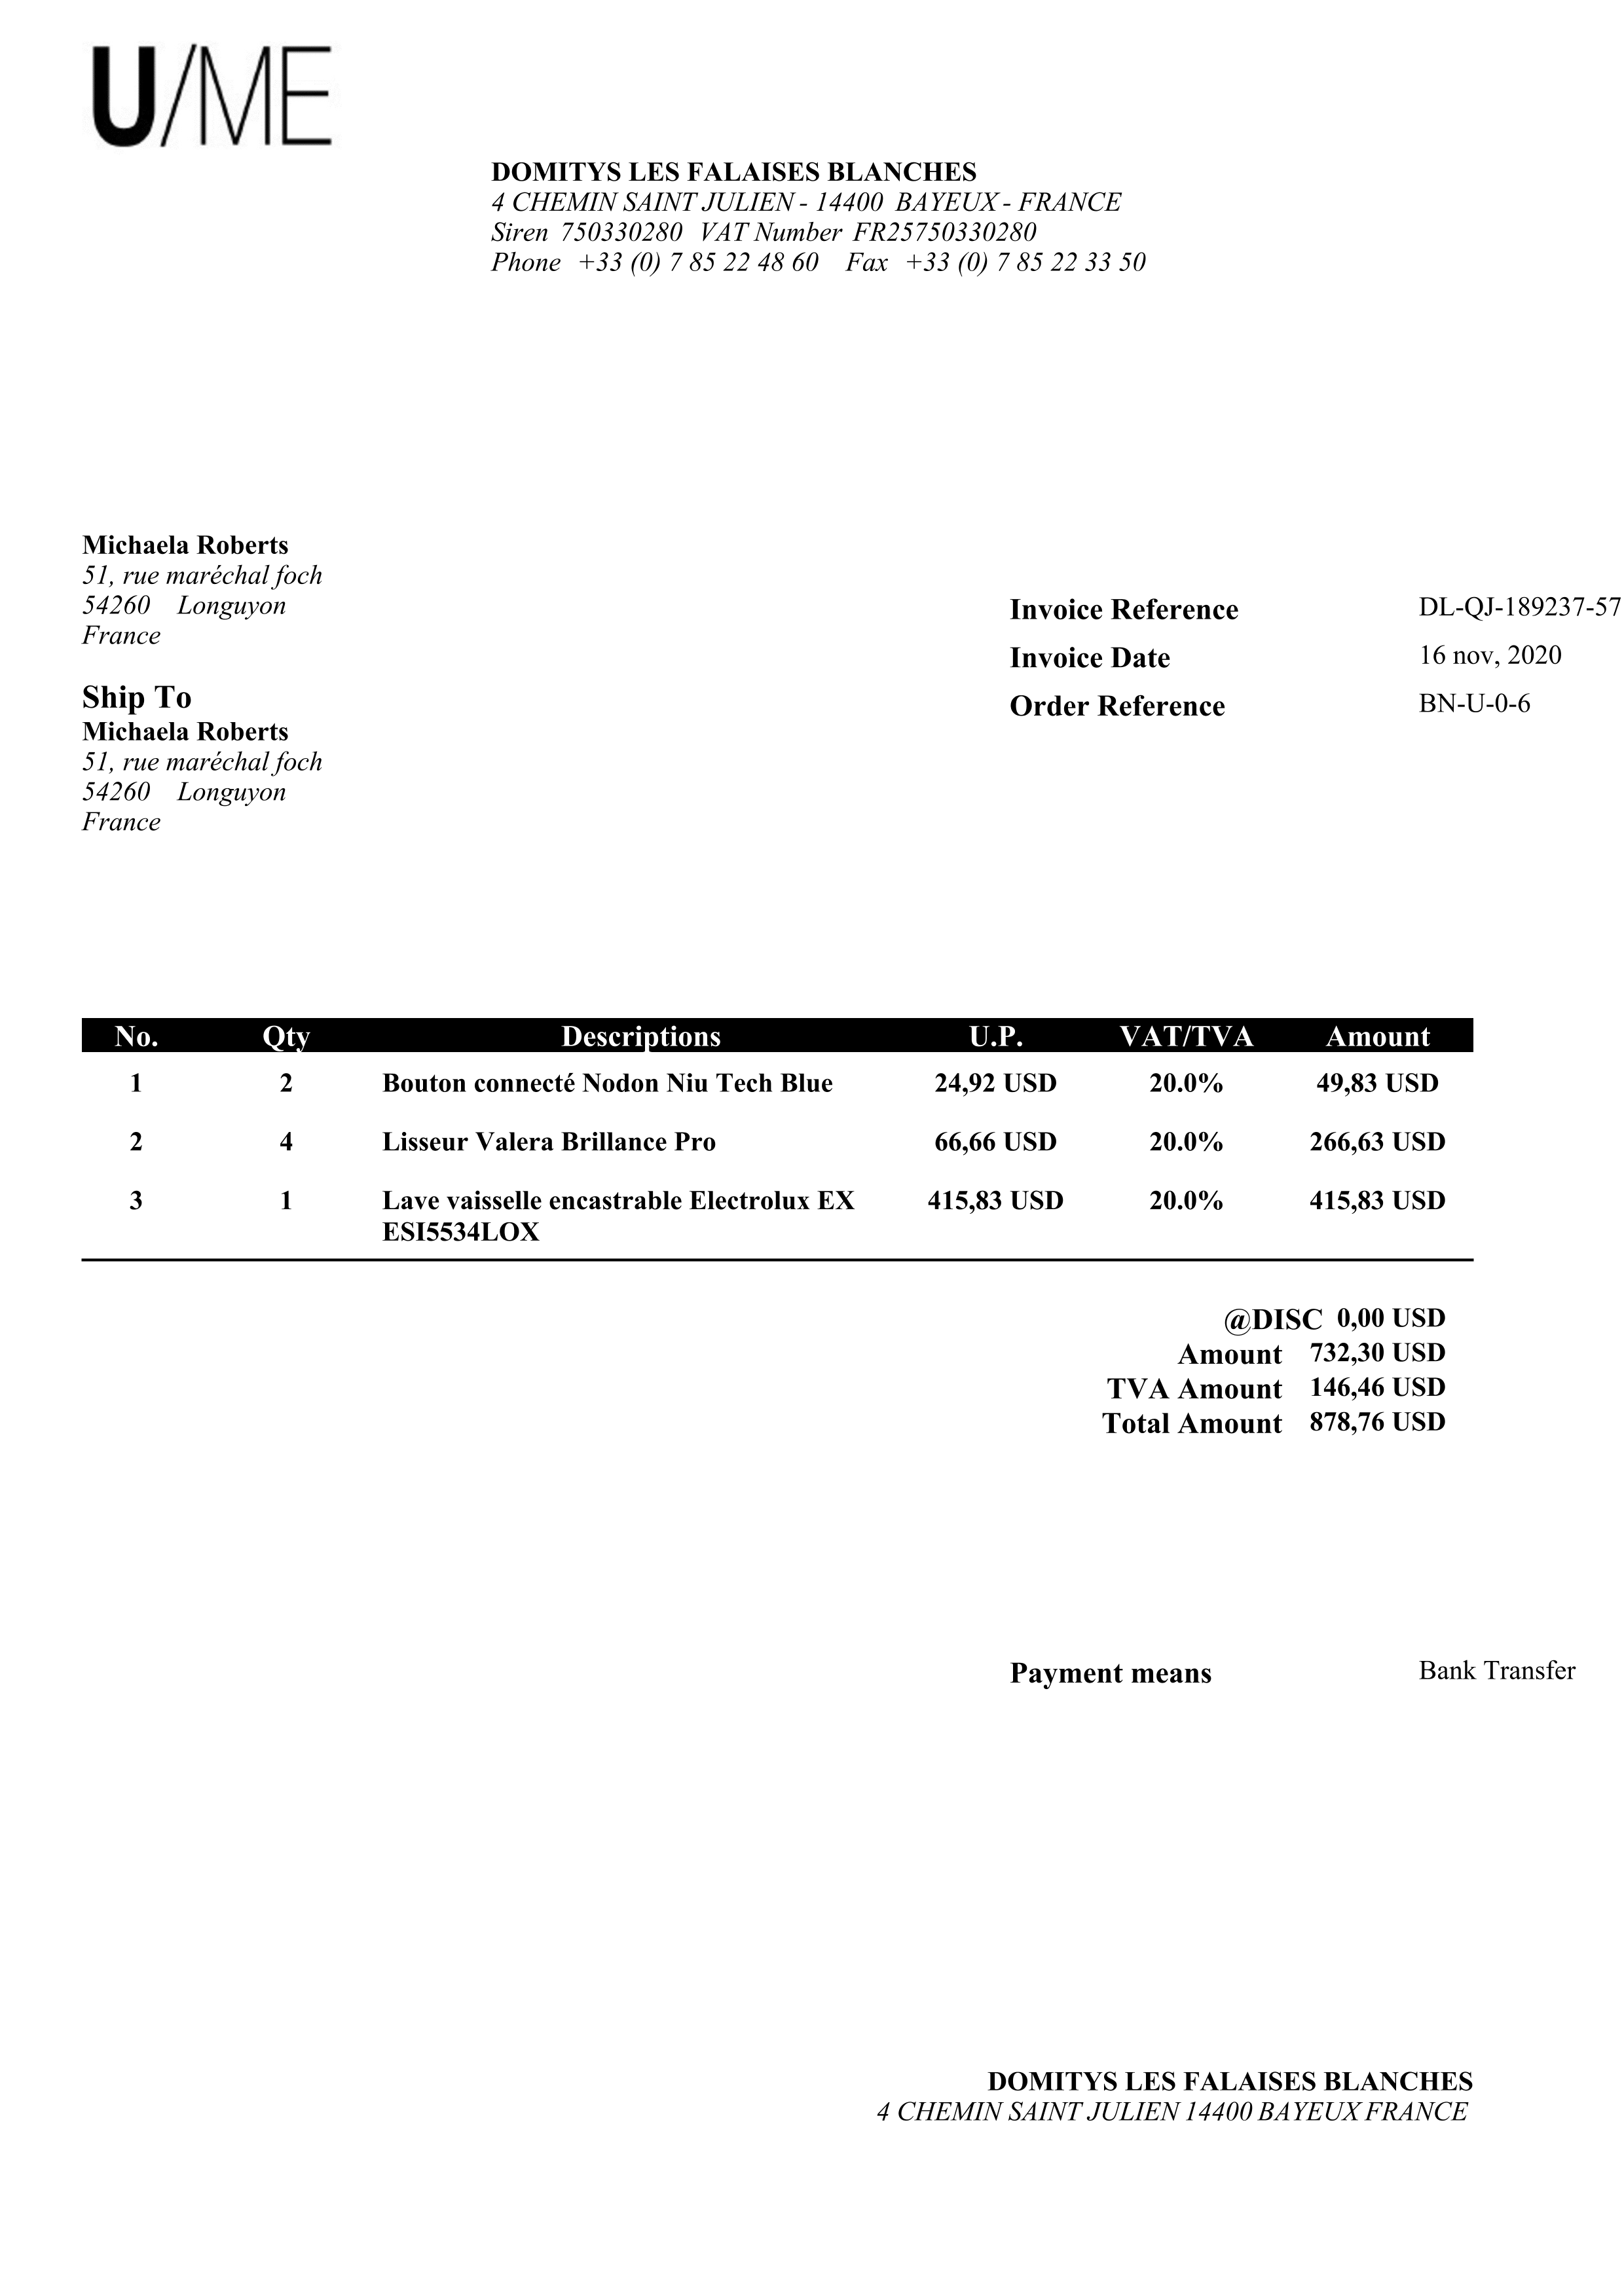 U/ME
DOMITYS LES FALAISES BLANCHES
4 CHEMIN SAINT JULIEN - 14400 BAYEUX - FRANCE
Siren 750330280 VAT Number FR25750330280
Phone +33 (0) 7 85 22 48 60 Fax +33 (0) 7 85 22 33 50
Michaela Roberts
51, rue maréchal foch
54260 Longuyon
France
Invoice Reference DL-QJ-189237-57
Invoice Date 16 nov, 2020
Order Reference BN-U-0-6
Ship To
Michaela Roberts
51, rue maréchal foch
54260 Longuyon
France
No. Qty Descriptions U.P. VAT/TVA Amount
1 2 Bouton connecté Nodon Niu Tech Blue 24,92 USD 20.0% 49,83 USD
2 4 Lisseur Valera Brillance Pro 66,66 USD 20.0% 266,63 USD
3 1 Lave vaisselle encastrable Electrolux EX 415,83 USD 20.0% 415,83 USD
ESI5534LOX
@DISC 0,00 USD
Amount 732,30 USD
TVA Amount 146,46 USD
Total Amount 878,76 USD
Payment means Bank Transfer
DOMITYS LES FALAISES BLANCHES
4 CHEMIN SAINT JULIEN 14400 BAYEUX FRANCE